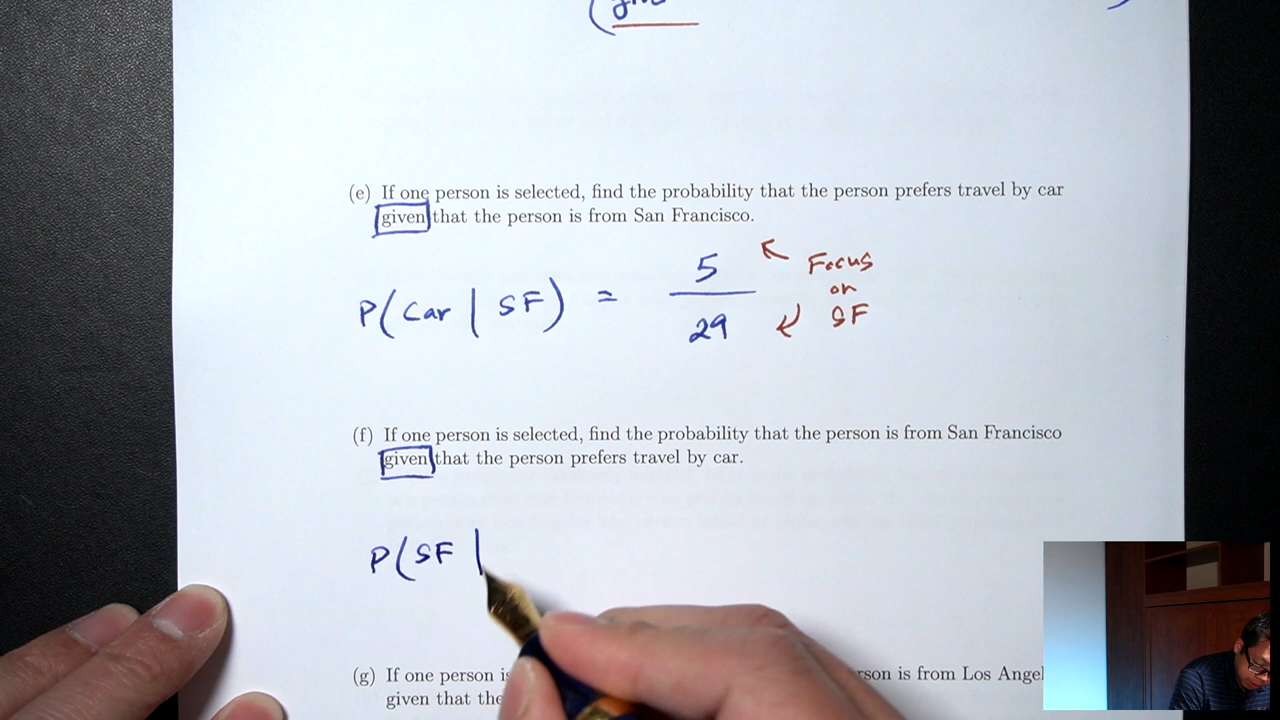 (e) If one person is selected, find the probability that the person prefers travel by car
given that the person is from San Francisco.
P(Car | SF) = 5/29
Focus
on
SF
(f) If one person is selected, find the probability that the person is from San Francisco
given that the person prefers travel by car.
P(SF |
(g) If one person is from Los Angel
given that the